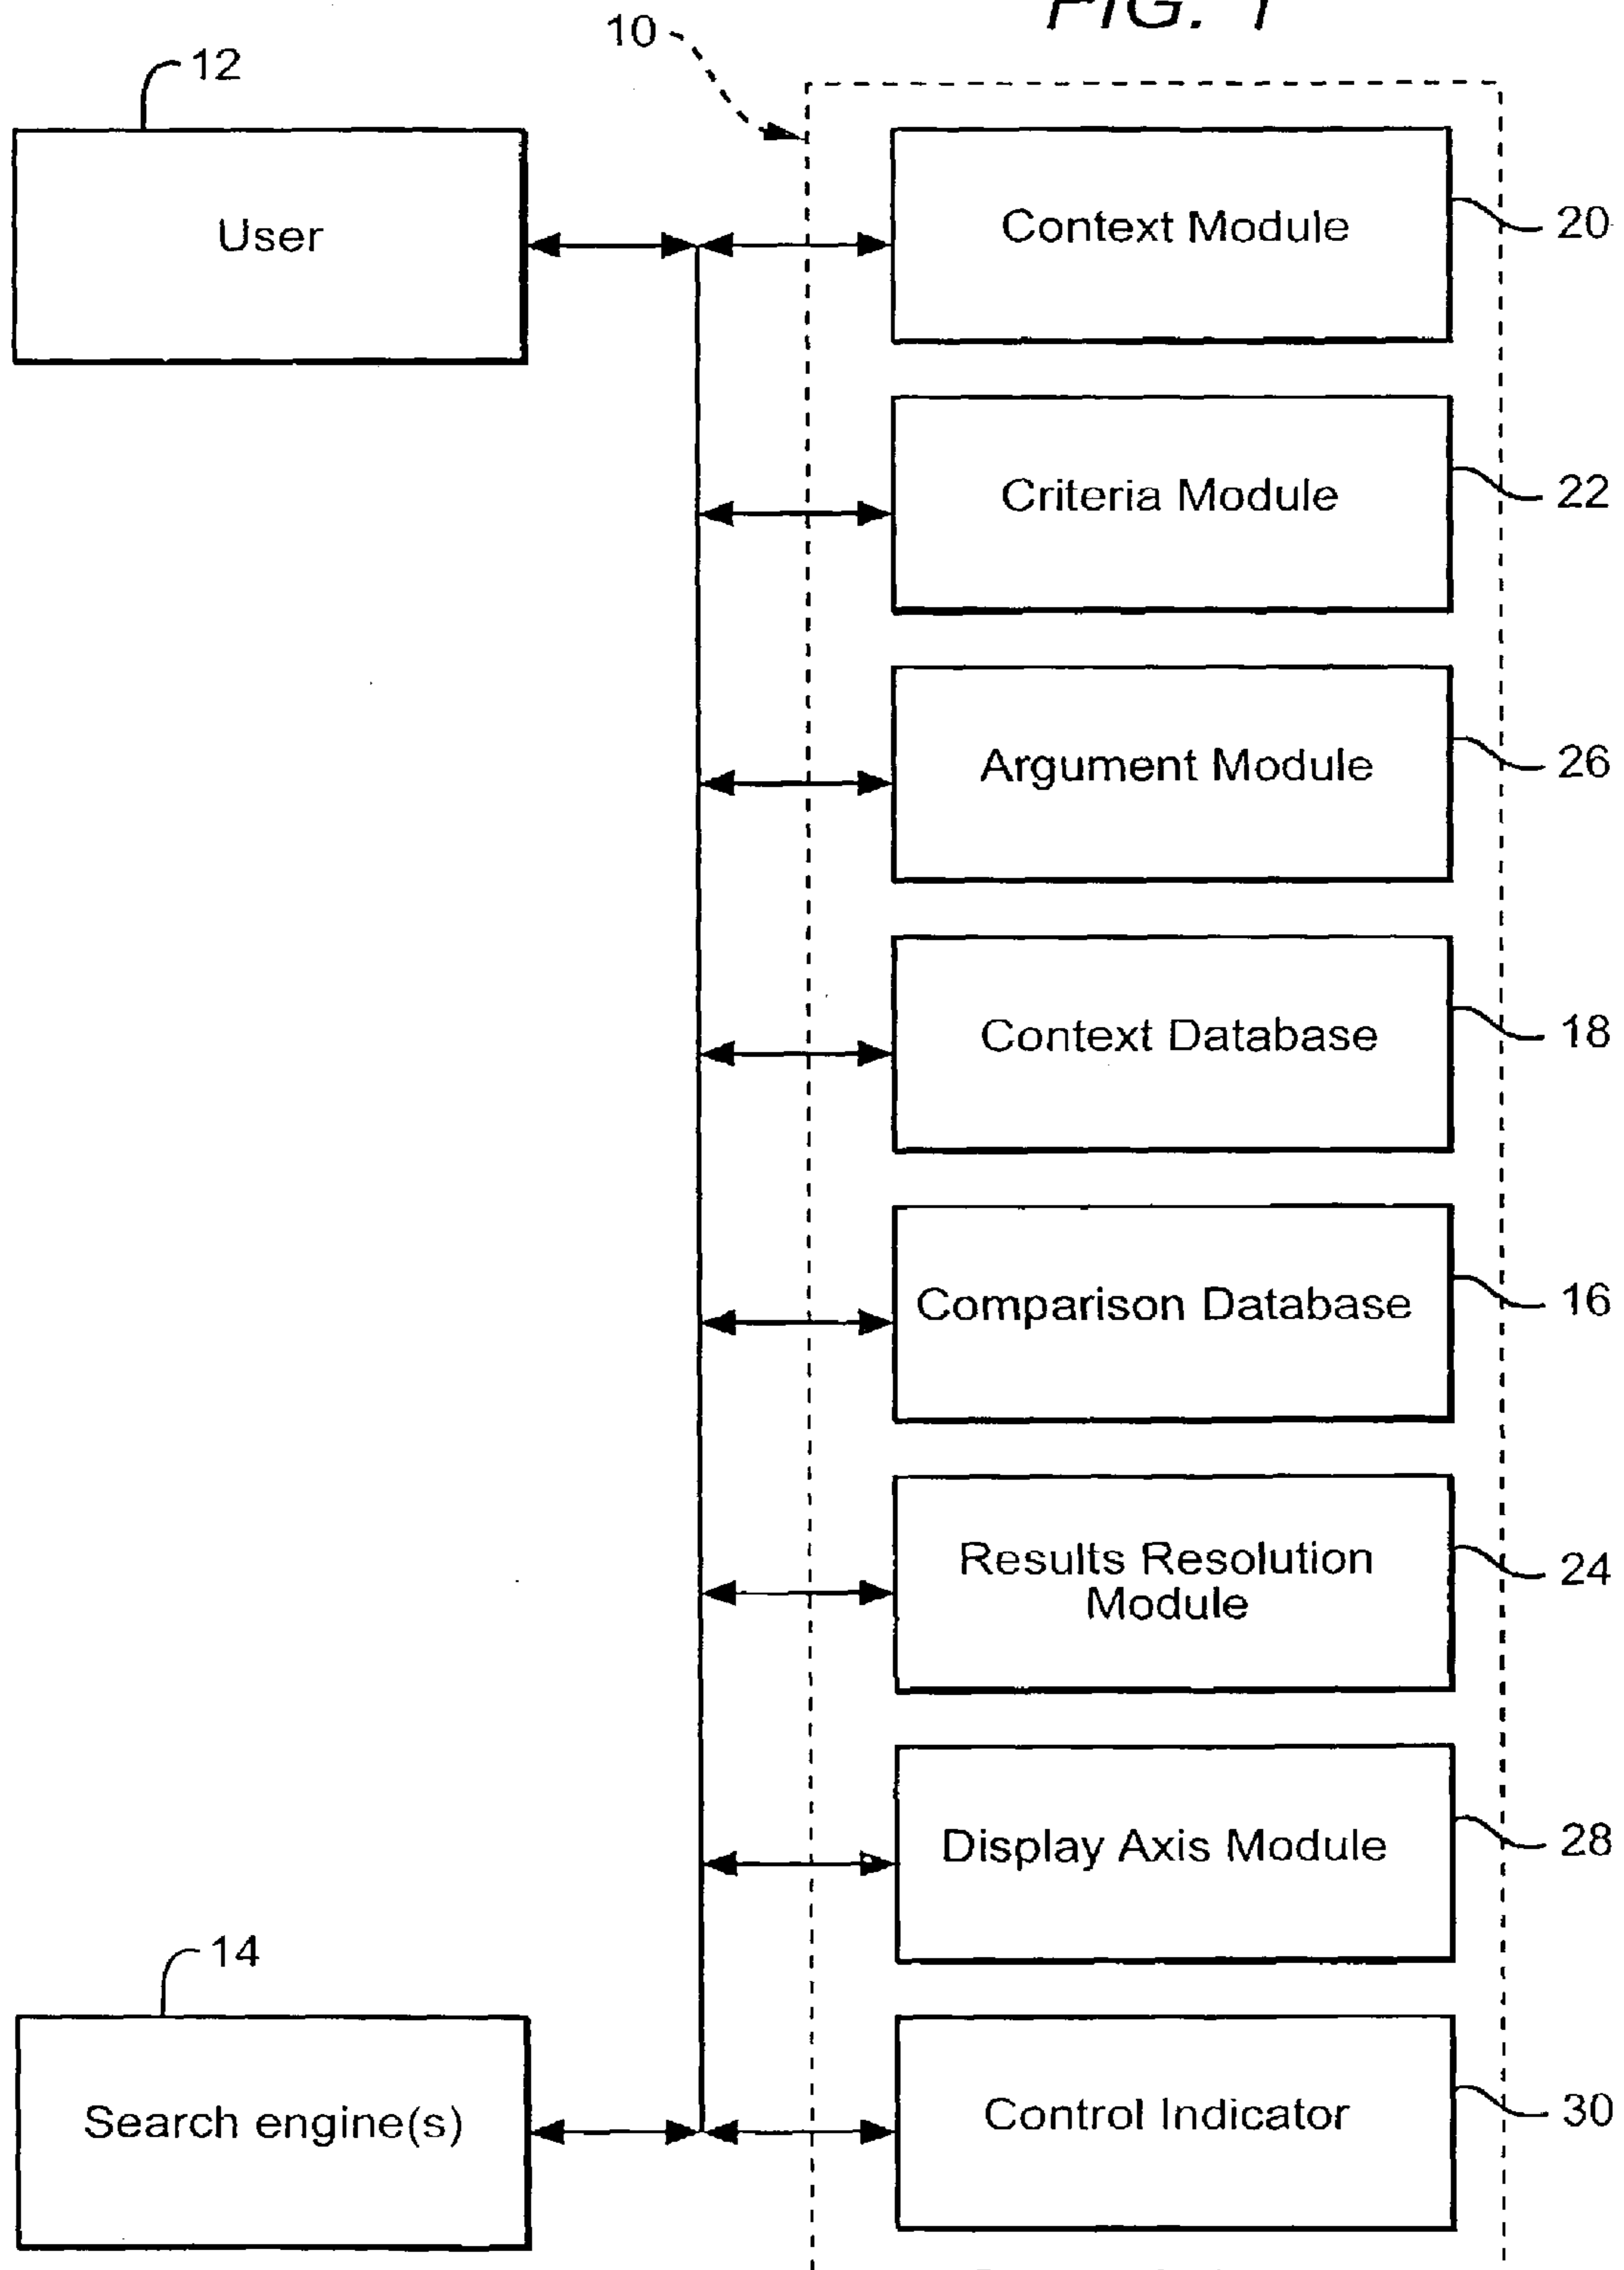 FIG. 1
10
12
User
Context Module
20
Criteria Module
22
Argument Module
26
Context Database
18
Comparison Database
16
Results Resolution
Module
24
Display Axis Module
28
14
Search engine(s)
Control Indicator
30